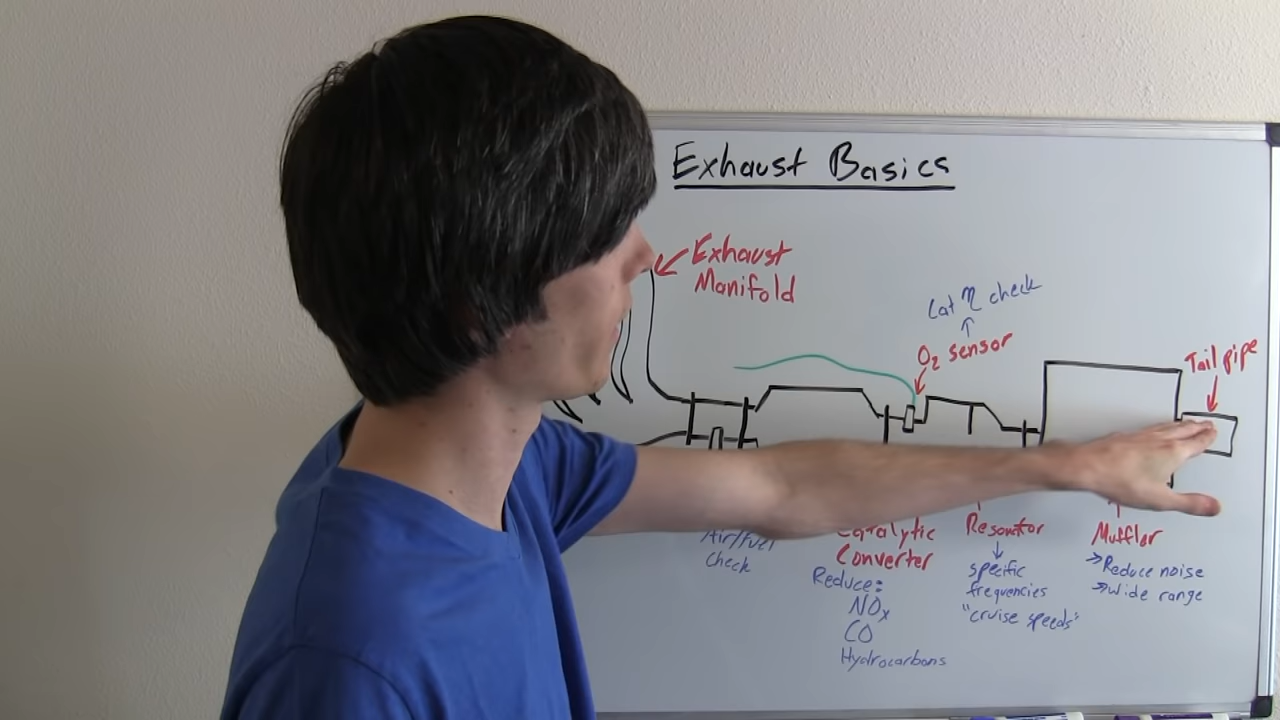 Exhaust Basics
Exhaust
Manifold
Cat η check
O₂ sensor
Tail pipe
Air/fuel
check
Catalytic
Converter
Reduce:
NOx
CO
Hydrocarbons
Resonator
specific
frequencies
"cruise speeds"
Muffler
→Reduce noise
→Wide range